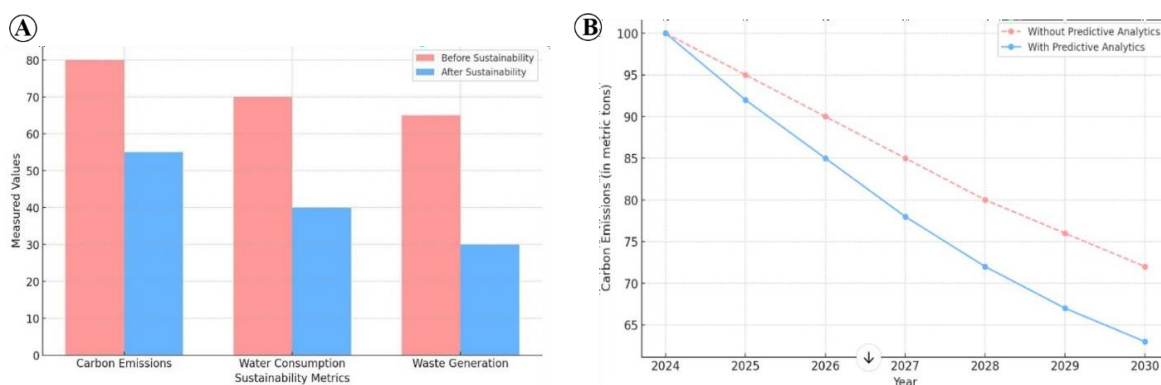 A
80
70
60
50
40
30
20
10
0
Measured Values
Before Sustainability
After Sustainability
Carbon Emissions
Water Consumption
Waste Generation
Sustainability Metrics
B
100
95
90
85
80
75
70
65
Carbon Emissions (in metric tons)
Without Predictive Analytics
With Predictive Analytics
2024
2025
2026
2027
2028
2029
2030
Year